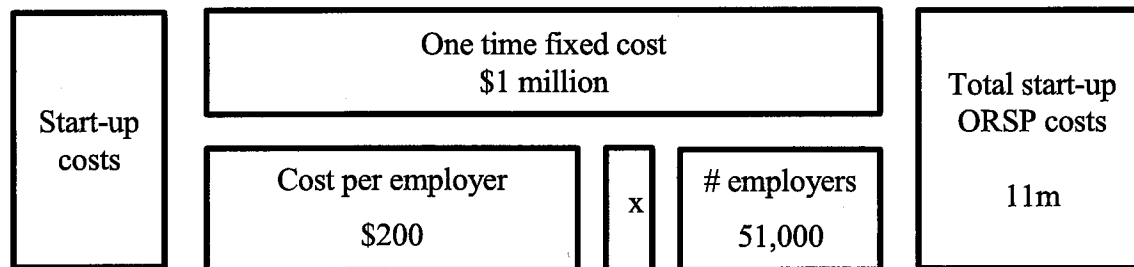 Start-up
costs
One time fixed cost
$1 million
Cost per employer
$200
x
# employers
51,000
Total start-up
ORSP costs
11m